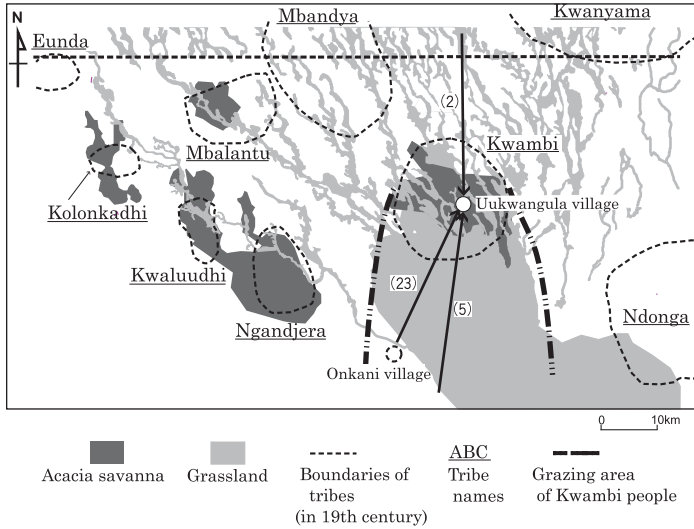 N
Mbandya
Kwanyama
Eunda
(2)
Kwambi
Mbalantu
Uukwangula village
Kolonkadhi
Kwaluudhi
(23)
(5)
Ngandjera
Ndonga
Onkani village
0 10km
Acacia savanna
Grassland
Boundaries of
tribes
(in 19th century)
ABC
Tribe
names
Grazing area
of Kwambi people